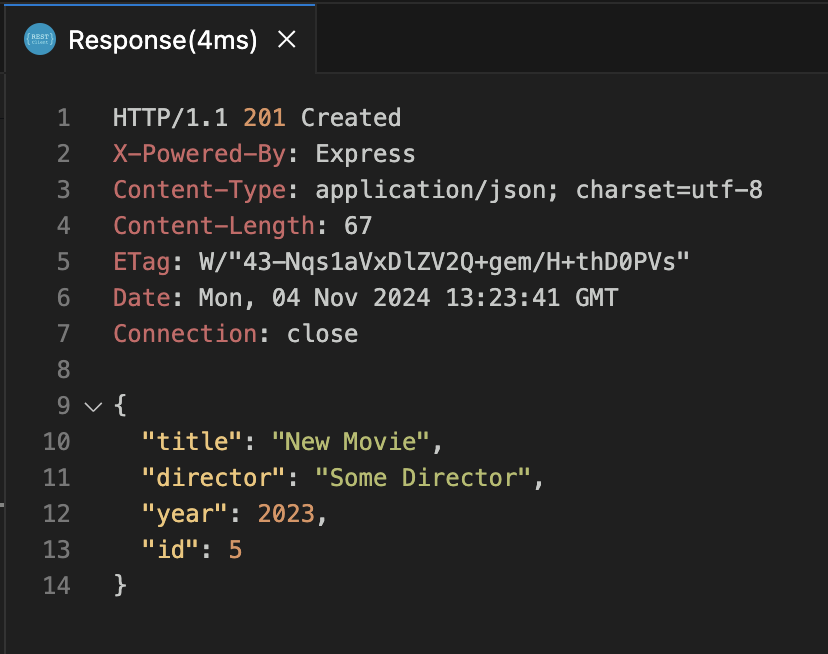 {REST}
Response(4ms)
1 HTTP/1.1 201 Created
2 X-Powered-By: Express
3 Content-Type: application/json; charset=utf-8
4 Content-Length: 67
5 ETag: W/"43-Nqs1aVxDlZV2Q+gem/H+thD0PVs"
6 Date: Mon, 04 Nov 2024 13:23:41 GMT
7 Connection: close
8
9 {
10 "title": "New Movie",
11 "director": "Some Director",
12 "year": 2023,
13 "id": 5
14 }